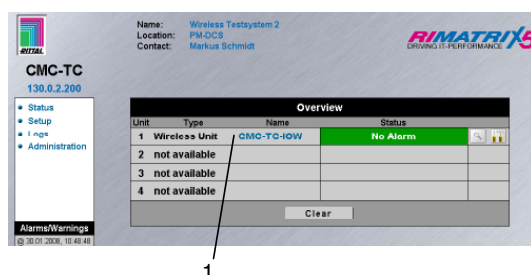 Name: Wireless Testsystem 2
Location: PM-DCS
Contact: Markus Schmidt
RITTAL
RIMATRIX5
DRIVING IT-PERFORMANCE
CMC-TC
130.0.2.200
Status
Setup
Logs
Administration
Overview
Unit Type Name Status
1 Wireless Unit CMC-TC-IOW No Alarm
2 not available
3 not available
4 not available
Clear
Alarms/Warnings
@ 30.01.2008, 10:48:48
1